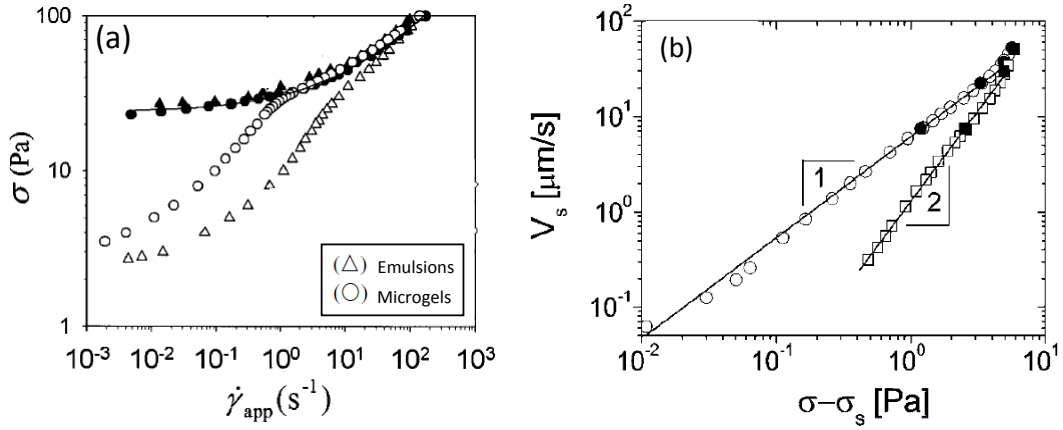 (a)
σ (Pa)
100
10
1
10⁻³ 10⁻² 10⁻¹ 10⁰ 10¹ 10² 10³
γ̇app (s⁻¹)
(△) Emulsions
(○) Microgels
(b)
Vs [µm/s]
10²
10¹
10⁰
10⁻¹
1
2
10⁻² 10⁻¹ 10⁰ 10¹
σ−σs [Pa]